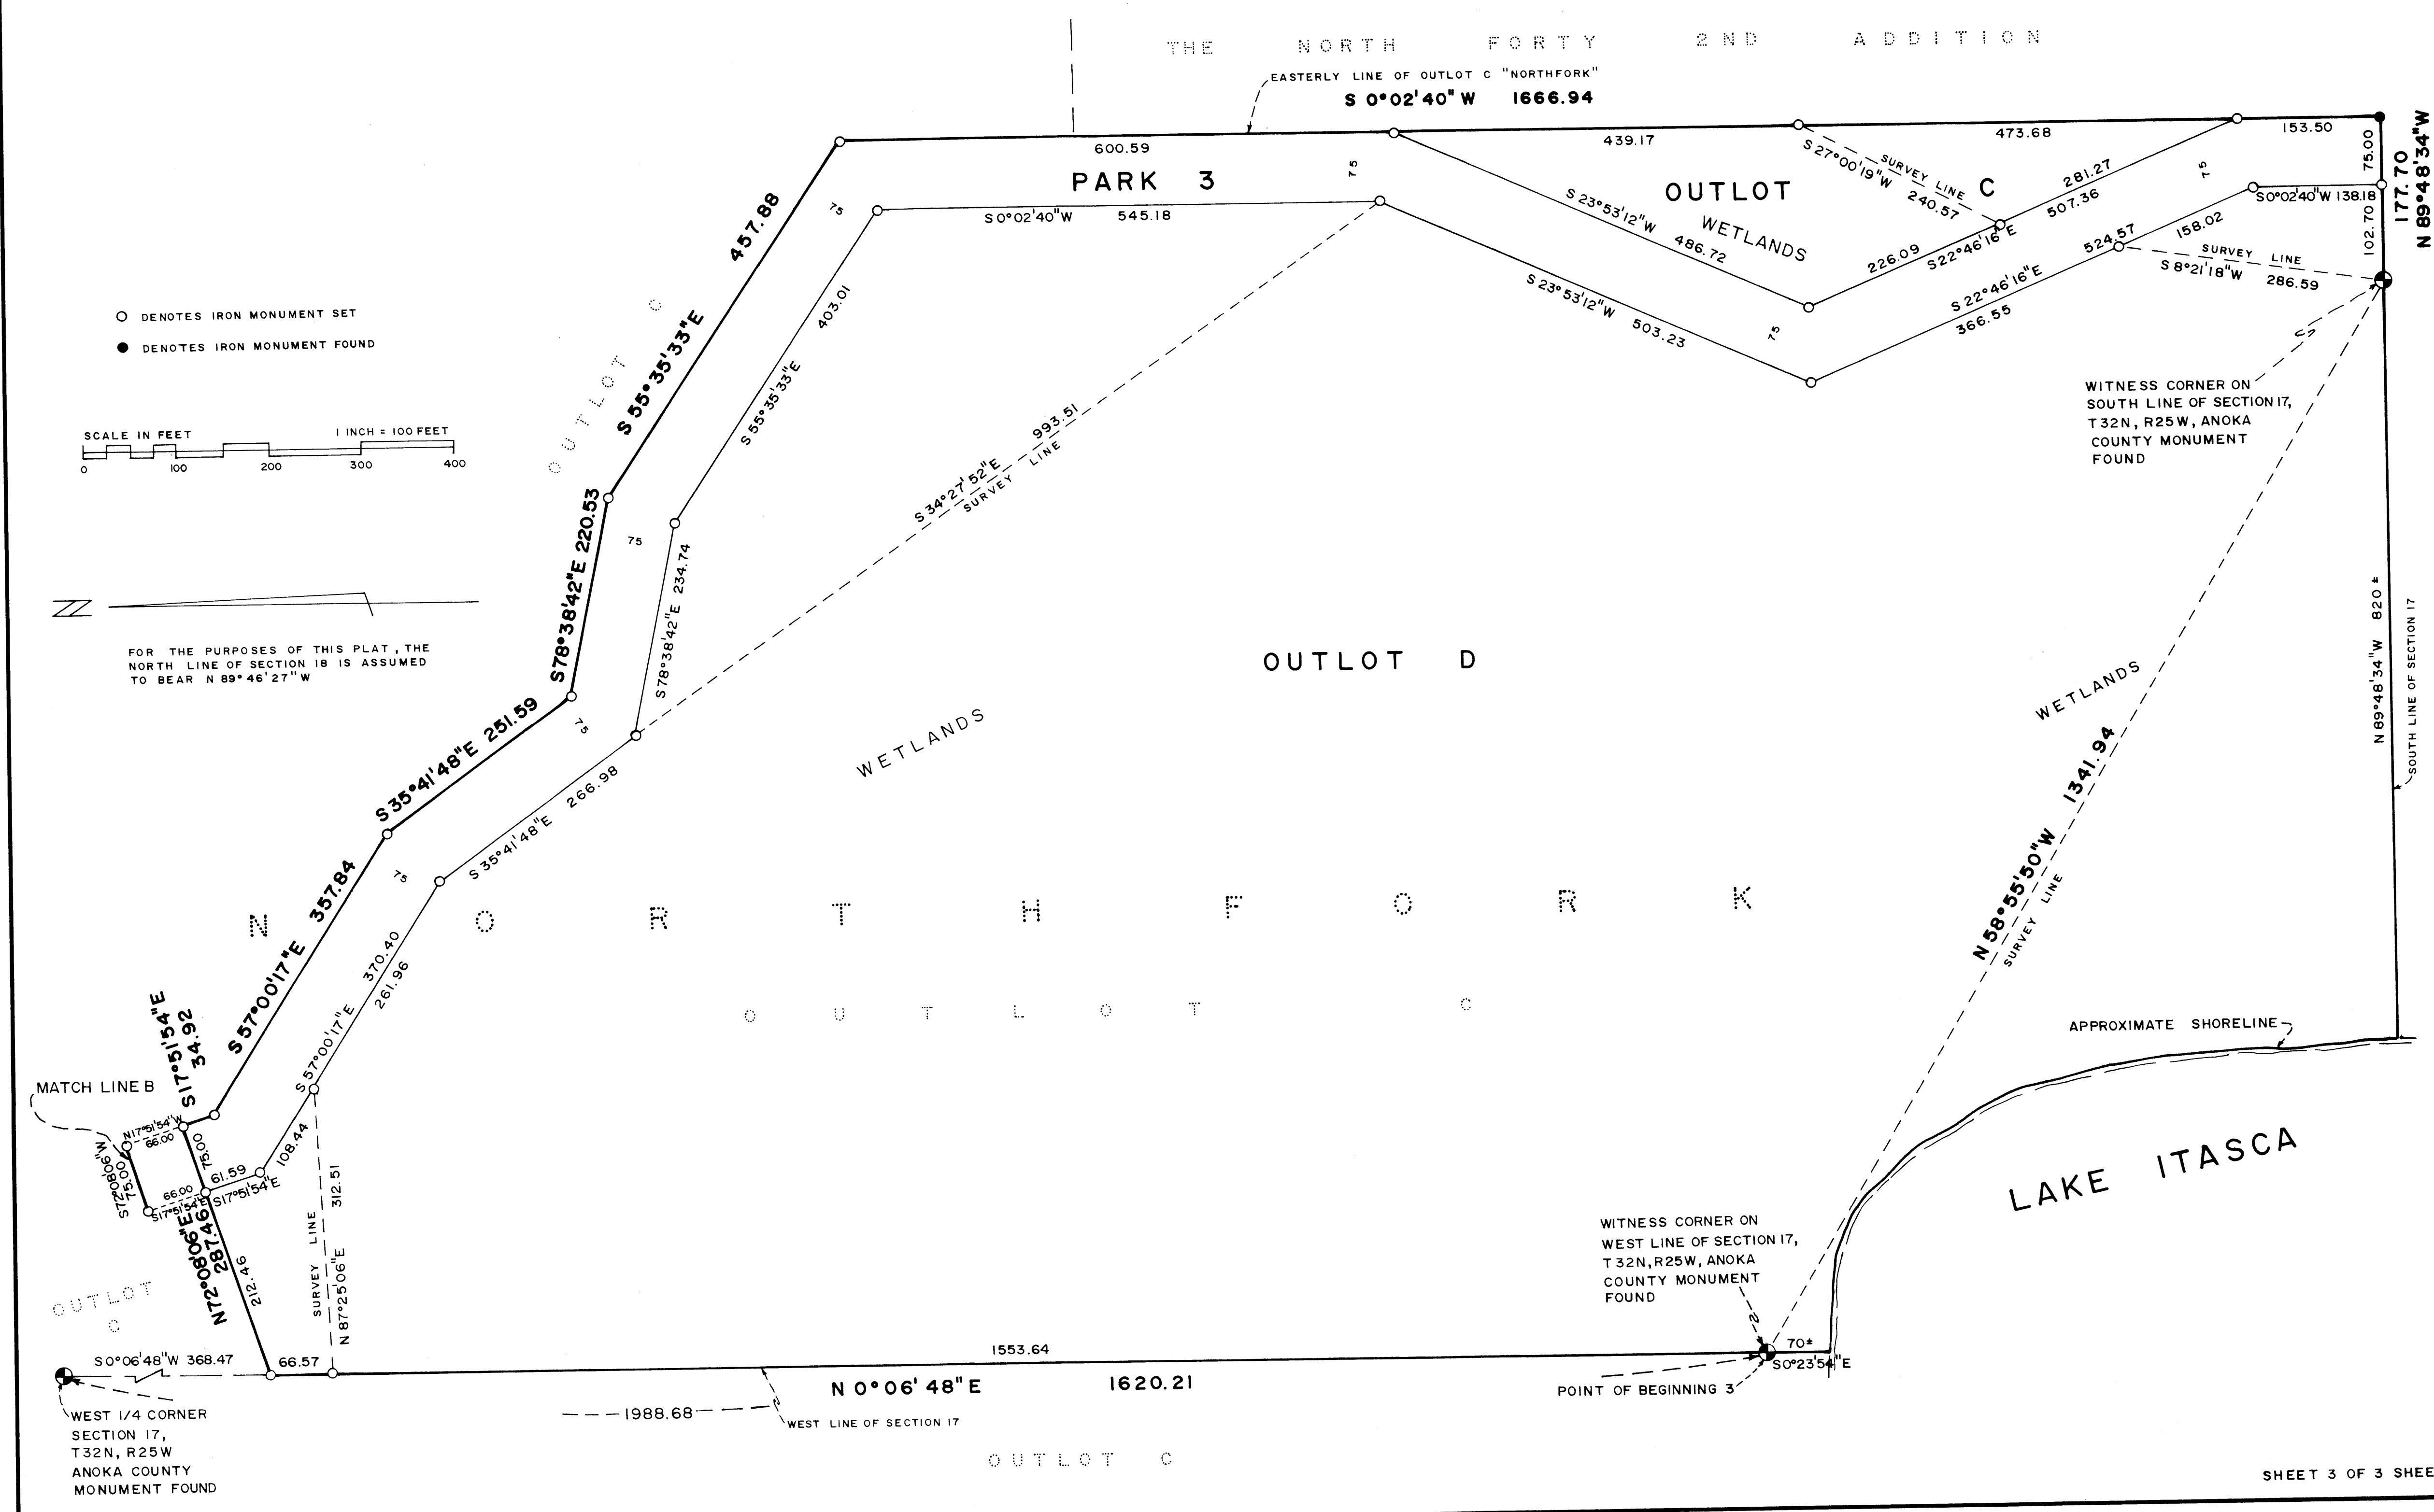 THE NORTH FORTY 2ND ADDITION
EASTERLY LINE OF OUTLOT C "NORTHFORK"
S 0°02'40" W 1666.94
600.59
439.17
473.68
153.50
PARK 3
75
S 0°02'40" W 545.18
OUTLOT C
WETLANDS
S 27°00'19" W 240.57
SURVEY LINE
281.27
507.36
226.09
S 22°46'16" E
75
75.00
177.70
N 89°48'34" W
S 0°02'40" W 138.18
102.70
158.02
524.57
S 22°46'16" E
366.55
SURVEY LINE
S 8°21'18" W 286.59
S 23°53'12" W 486.72
S 23°53'12" W 503.23
75
WITNESS CORNER ON
SOUTH LINE OF SECTION 17,
T32N, R25W, ANOKA
COUNTY MONUMENT
FOUND
457.88
S 55°35'33" E
75
403.01
S 55°35'33" E
OUTLOT C
DENOTES IRON MONUMENT SET
DENOTES IRON MONUMENT FOUND
SCALE IN FEET 1 INCH = 100 FEET
0 100 200 300 400
N
FOR THE PURPOSES OF THIS PLAT, THE
NORTH LINE OF SECTION 18 IS ASSUMED
TO BEAR N 89°46'27" W
S 34°27'52" E 993.51
SURVEY LINE
S78°38'42"E 220.53
75
S78°38'42"E 234.74
OUTLOT D
WETLANDS
WETLANDS
N 89°48'34" W 820±
SOUTH LINE OF SECTION 17
S 35°41'48" E 251.59
75
S 35°41'48" E 266.98
N 58°55'50" W 1341.94
SURVEY LINE
S 57°00'17" E 357.84
75
370.40
261.96
S 57°00'17" E
NORTHFORK
OUTLOT C
APPROXIMATE SHORELINE
LAKE ITASCA
S 17°51'54" E
34.92
MATCH LINE B
N17°51'54"W
66.00
S72°08'06"W
75.00
75.00
66.00
S17°51'54"E
61.59
S17°51'54"E
108.44
N72°08'06"E
287.46
212.46
SURVEY LINE
312.51
N 87°25'06" E
OUTLOT
C
S 0°06'48" W 368.47
66.57
1553.64
N 0°06'48" E 1620.21
1988.68
WEST LINE OF SECTION 17
WEST 1/4 CORNER
SECTION 17,
T32N, R25W
ANOKA COUNTY
MONUMENT FOUND
WITNESS CORNER ON
WEST LINE OF SECTION 17,
T32N, R25W, ANOKA
COUNTY MONUMENT
FOUND
70±
S0°23'54"E
POINT OF BEGINNING 3
OUTLOT C
SHEET 3 OF 3 SHEE